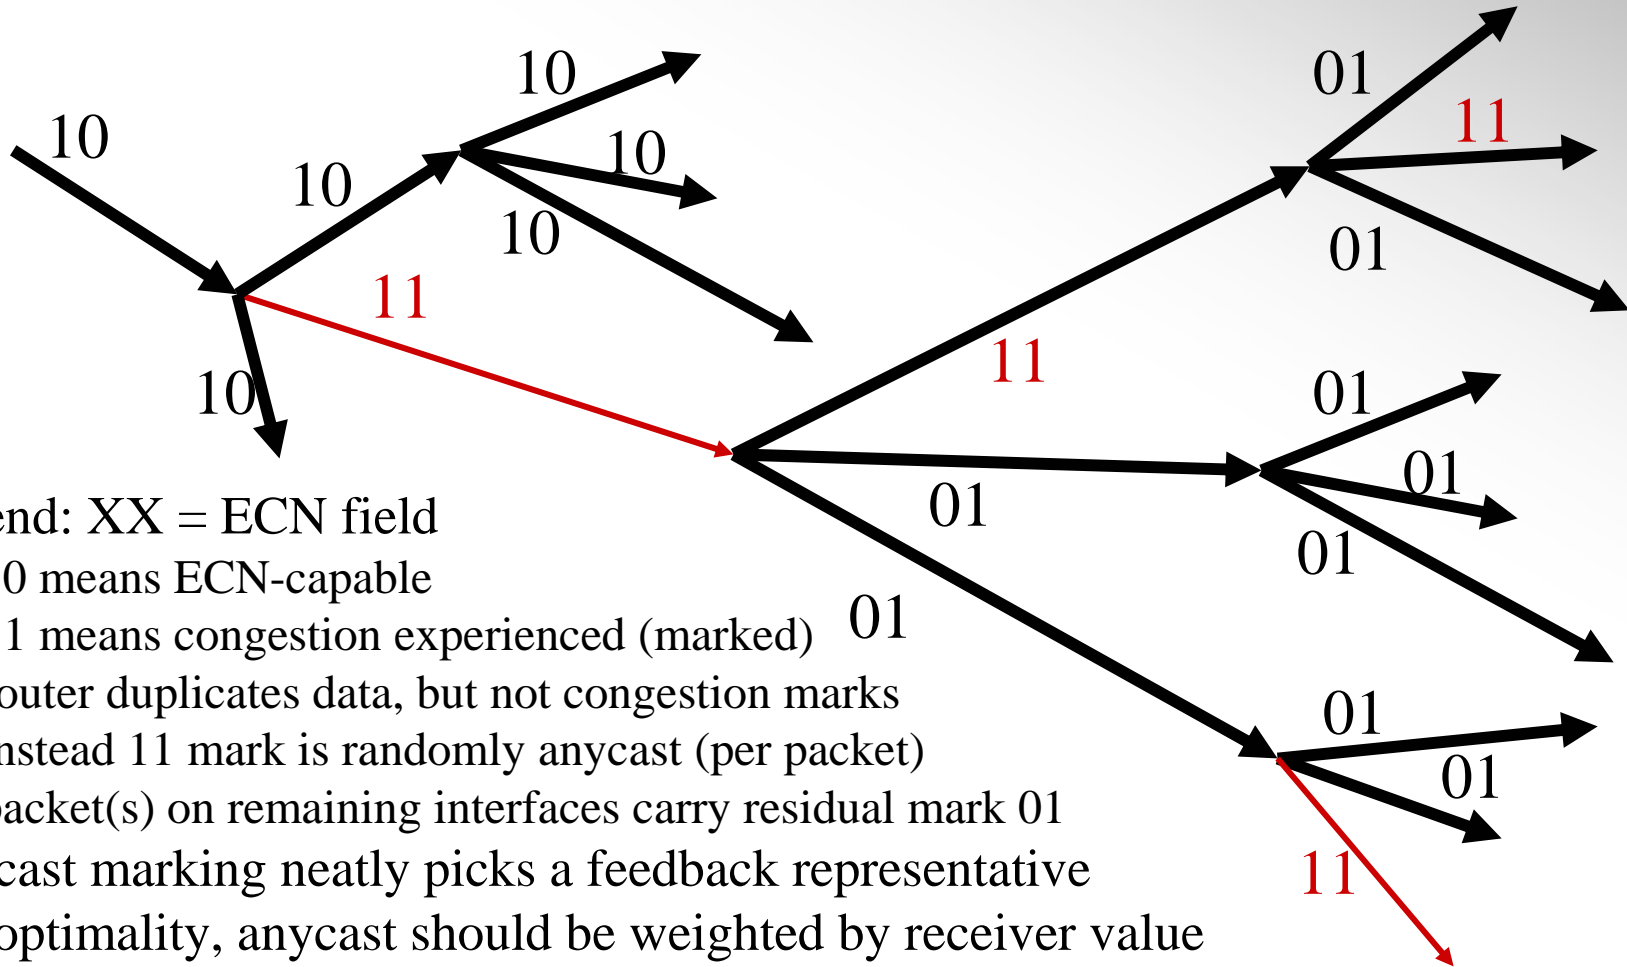 10
01
11
10
10
10
10
01
11
10
11
10
01
01
01
end: XX = ECN field
01
0 means ECN-capable
01
1 means congestion experienced (marked)
outer duplicates data, but not congestion marks
01
nstead 11 mark is randomly anycast (per packet)
01
packet(s) on remaining interfaces carry residual mark 01
cast marking neatly picks a feedback representative
11
optimality, anycast should be weighted by receiver value